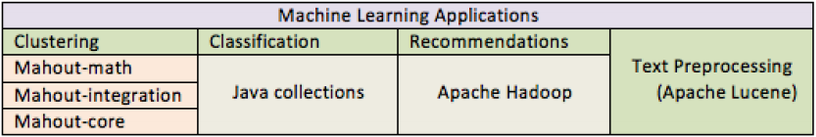 Machine Learning Applications
Clustering
Classification
Recommendations
Text Preprocessing
(Apache Lucene)
Mahout-math
Mahout-integration
Mahout-core
Java collections
Apache Hadoop